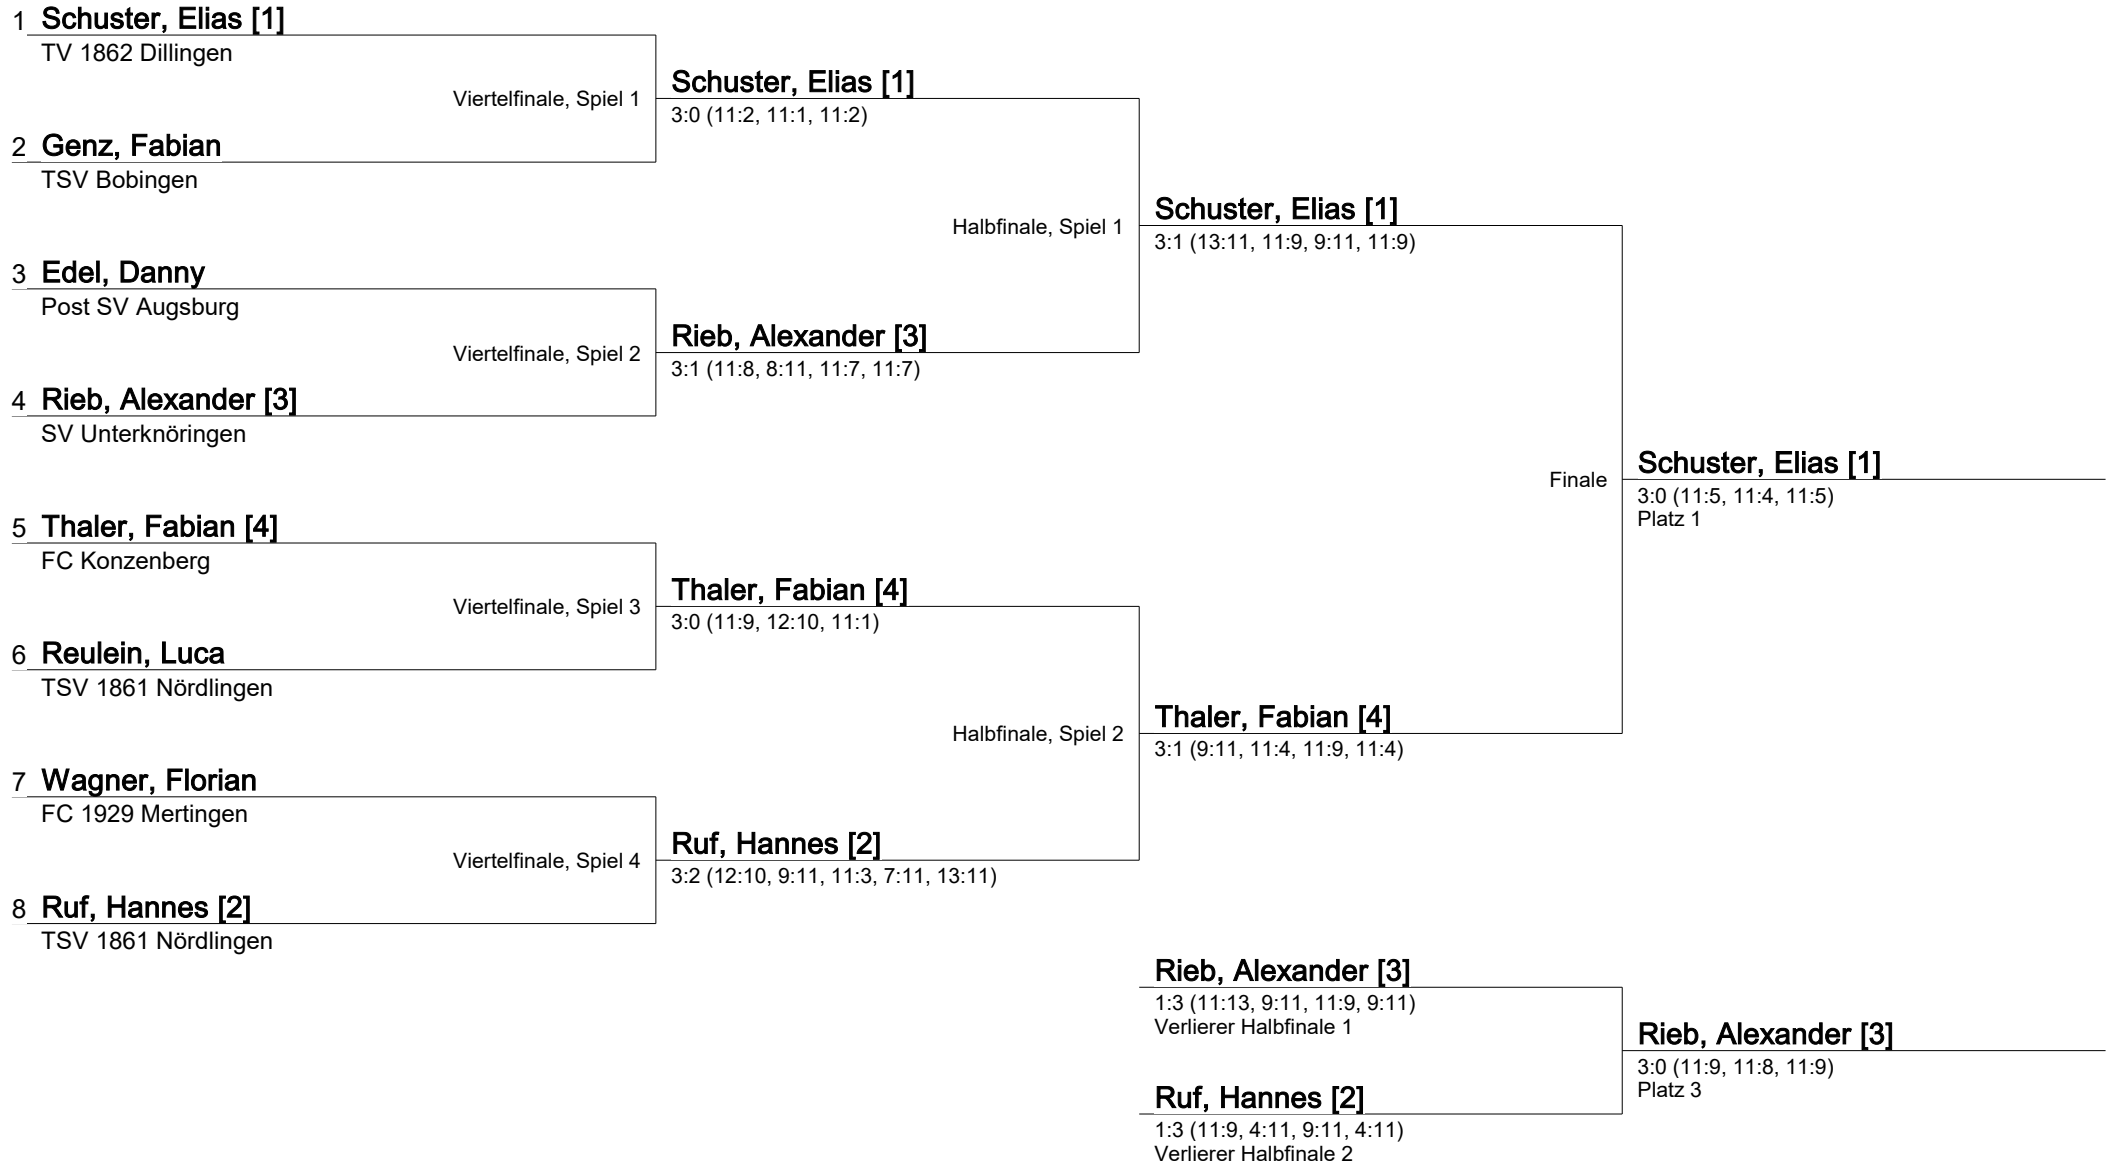 1 Schuster, Elias [1]
TV 1862 Dillingen
Viertelfinale, Spiel 1
2 Genz, Fabian
TSV Bobingen
Schuster, Elias [1]
3:0 (11:2, 11:1, 11:2)
3 Edel, Danny
Post SV Augsburg
Viertelfinale, Spiel 2
4 Rieb, Alexander [3]
SV Unterknöringen
Rieb, Alexander [3]
3:1 (11:8, 8:11, 11:7, 11:7)
Halbfinale, Spiel 1
Schuster, Elias [1]
3:1 (13:11, 11:9, 9:11, 11:9)
5 Thaler, Fabian [4]
FC Konzenberg
Viertelfinale, Spiel 3
6 Reulein, Luca
TSV 1861 Nördlingen
Thaler, Fabian [4]
3:0 (11:9, 12:10, 11:1)
7 Wagner, Florian
FC 1929 Mertingen
Viertelfinale, Spiel 4
8 Ruf, Hannes [2]
TSV 1861 Nördlingen
Ruf, Hannes [2]
3:2 (12:10, 9:11, 11:3, 7:11, 13:11)
Halbfinale, Spiel 2
Thaler, Fabian [4]
3:1 (9:11, 11:4, 11:9, 11:4)
Finale
Schuster, Elias [1]
3:0 (11:5, 11:4, 11:5)
Platz 1
Rieb, Alexander [3]
1:3 (11:13, 9:11, 11:9, 9:11)
Verlierer Halbfinale 1
Ruf, Hannes [2]
1:3 (11:9, 4:11, 9:11, 4:11)
Verlierer Halbfinale 2
Rieb, Alexander [3]
3:0 (11:9, 11:8, 11:9)
Platz 3